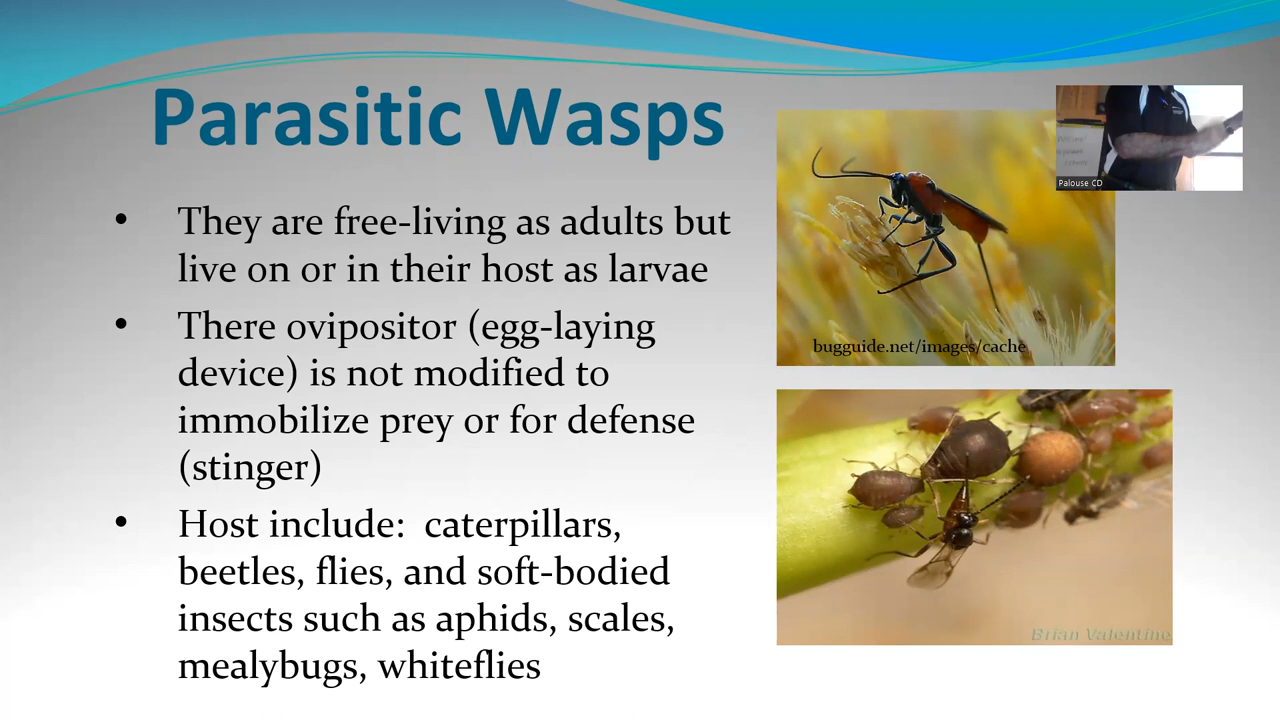 Parasitic Wasps
• They are free-living as adults but
live on or in their host as larvae
• There ovipositor (egg-laying
device) is not modified to
immobilize prey or for defense
(stinger)
• Host include: caterpillars,
beetles, flies, and soft-bodied
insects such as aphids, scales,
mealybugs, whiteflies
Palouse CD
bugguide.net/images/cache
Brian Valentine